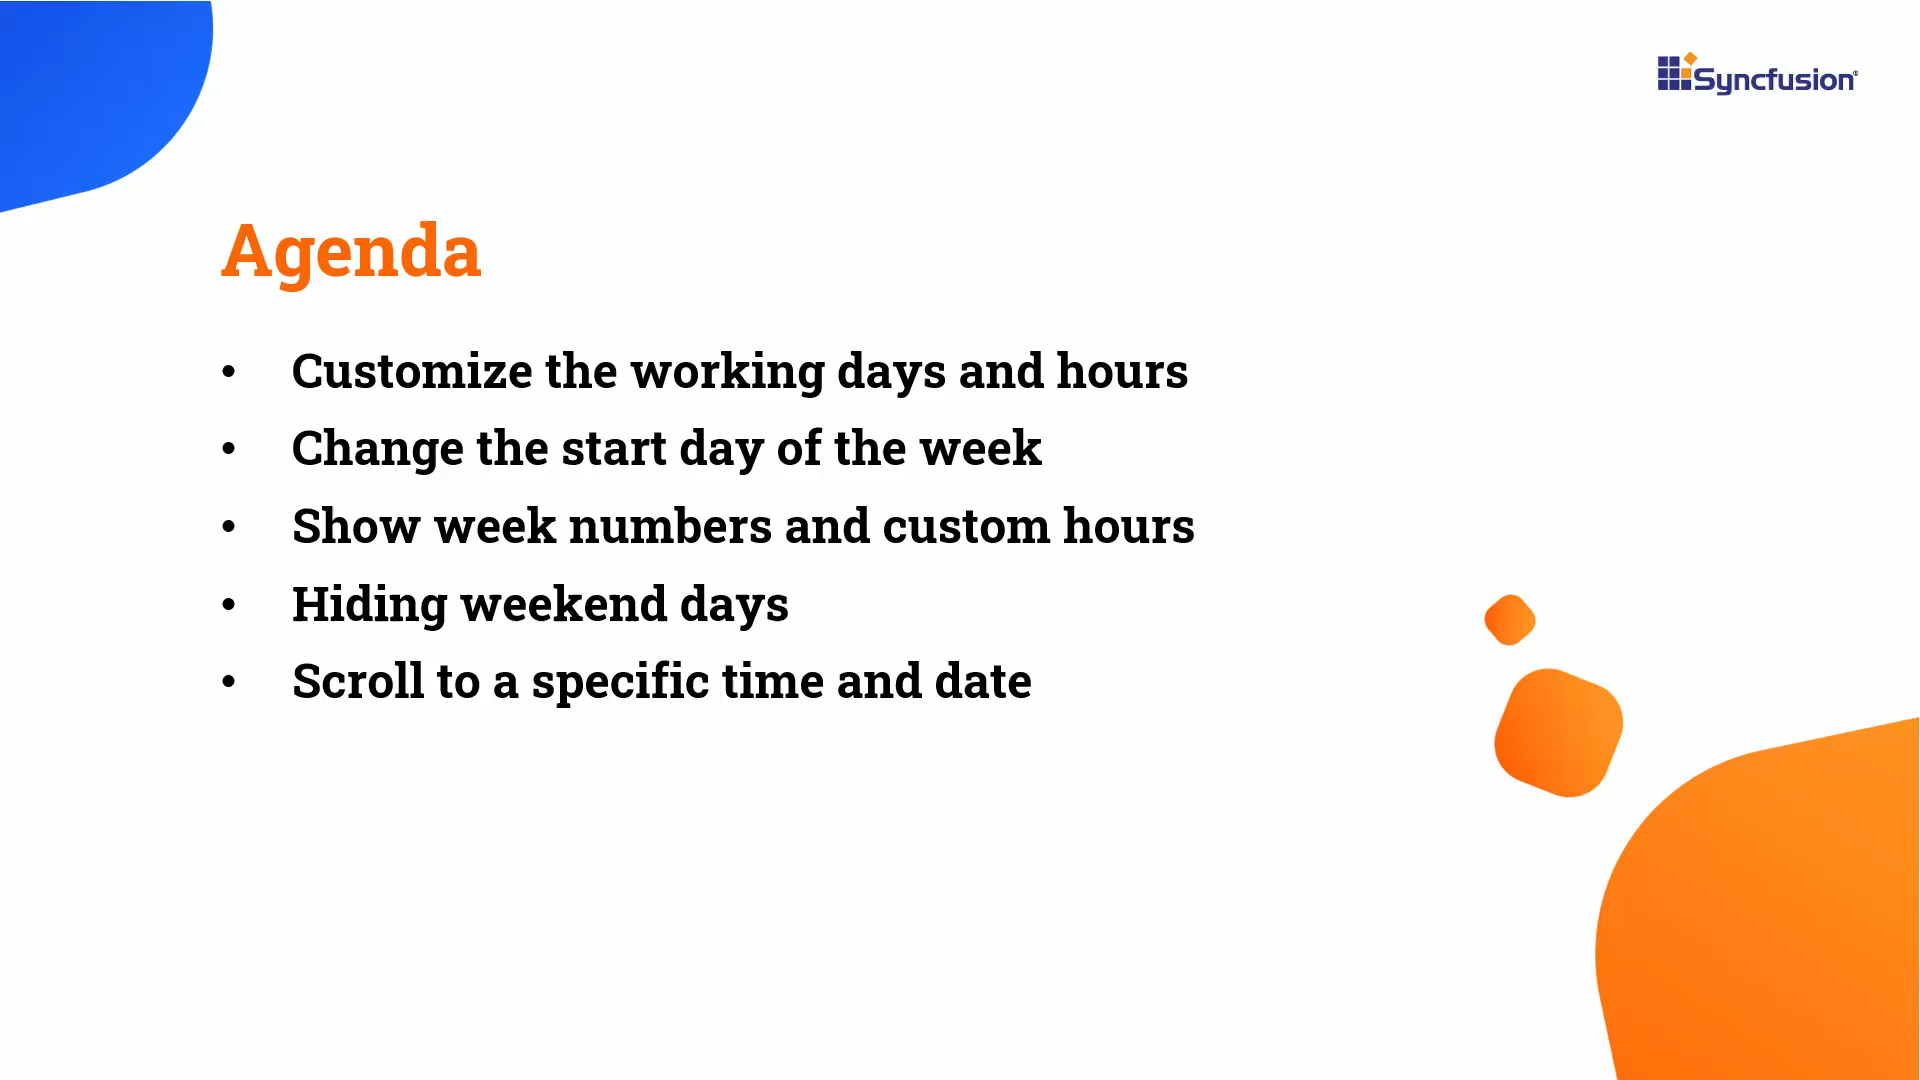 Syncfusion®
Agenda
• Customize the working days and hours
• Change the start day of the week
• Show week numbers and custom hours
• Hiding weekend days
• Scroll to a specific time and date